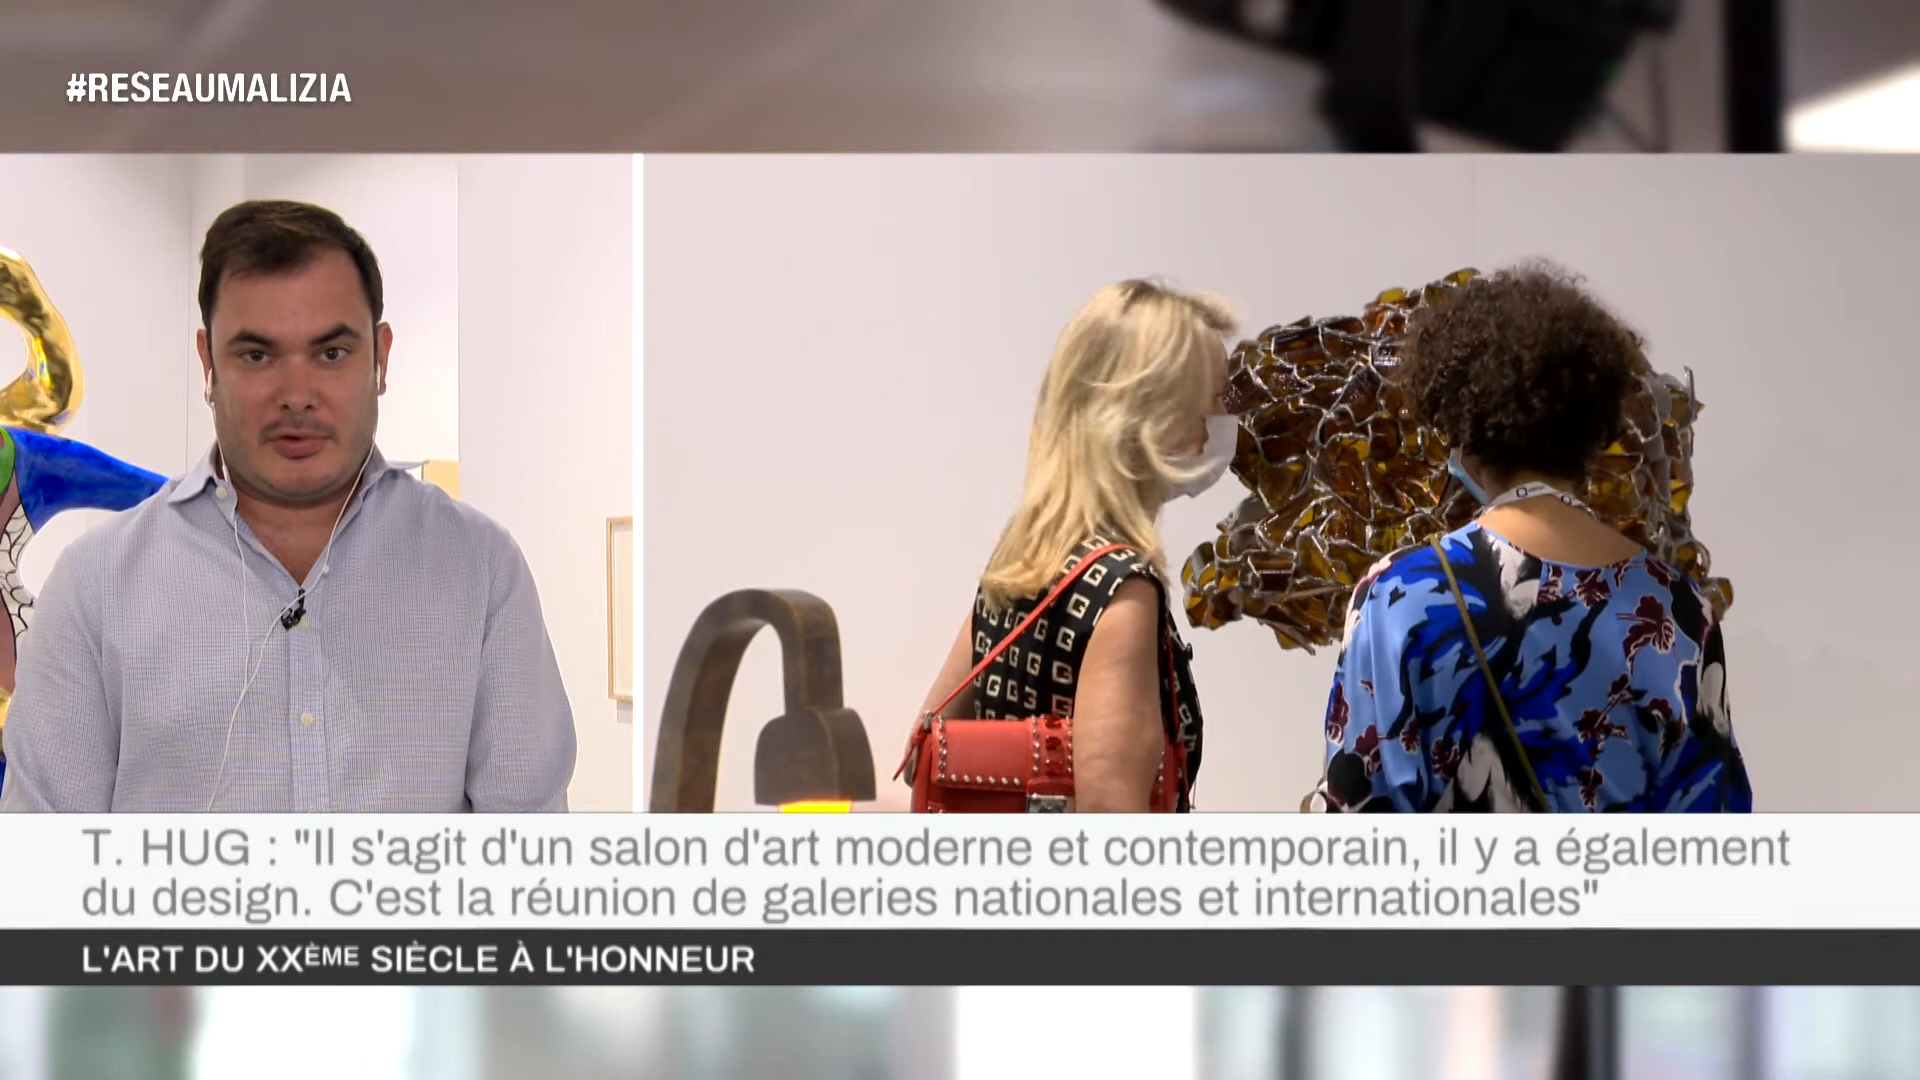 #RÉSEAUMALIZIA
T. HUG : "Il s'agit d'un salon d'art moderne et contemporain, il y a également
du design. C'est la réunion de galeries nationales et internationales"
L'ART DU XXÈME SIÈCLE À L'HONNEUR